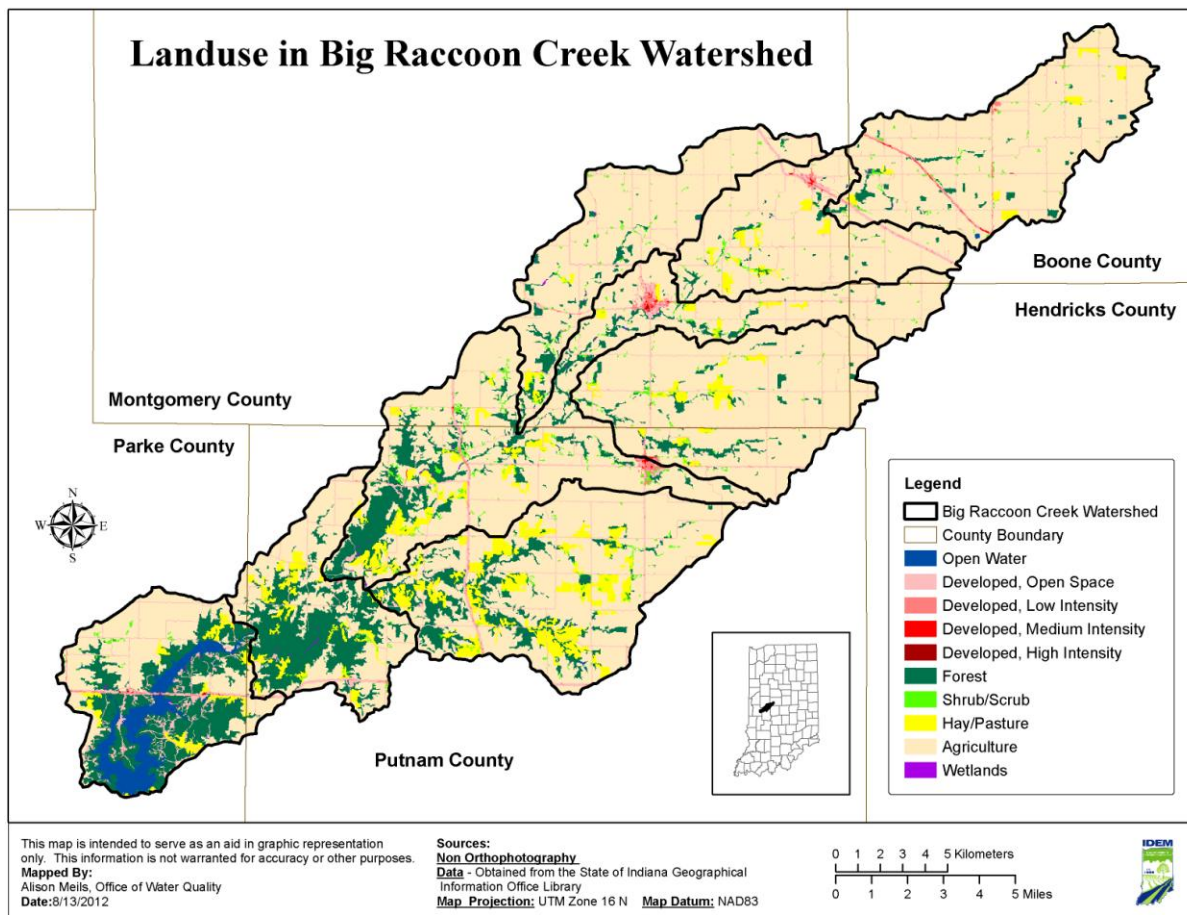 Landuse in Big Raccoon Creek Watershed
Boone County
Hendricks County
Montgomery County
Parke County
N
W
E
S
Putnam County
Legend
Big Raccoon Creek Watershed
County Boundary
Open Water
Developed, Open Space
Developed, Low Intensity
Developed, Medium Intensity
Developed, High Intensity
Forest
Shrub/Scrub
Hay/Pasture
Agriculture
Wetlands
This map is intended to serve as an aid in graphic representation
only. This information is not warranted for accuracy or other purposes.
Mapped By:
Alison Meils, Office of Water Quality
Date:8/13/2012
Sources:
Non Orthophotography
Data - Obtained from the State of Indiana Geographical
Information Office Library
Map Projection: UTM Zone 16 N Map Datum: NAD83
0 1 2 3 4 5 Kilometers
0 1 2 3 4 5 Miles
IDEM